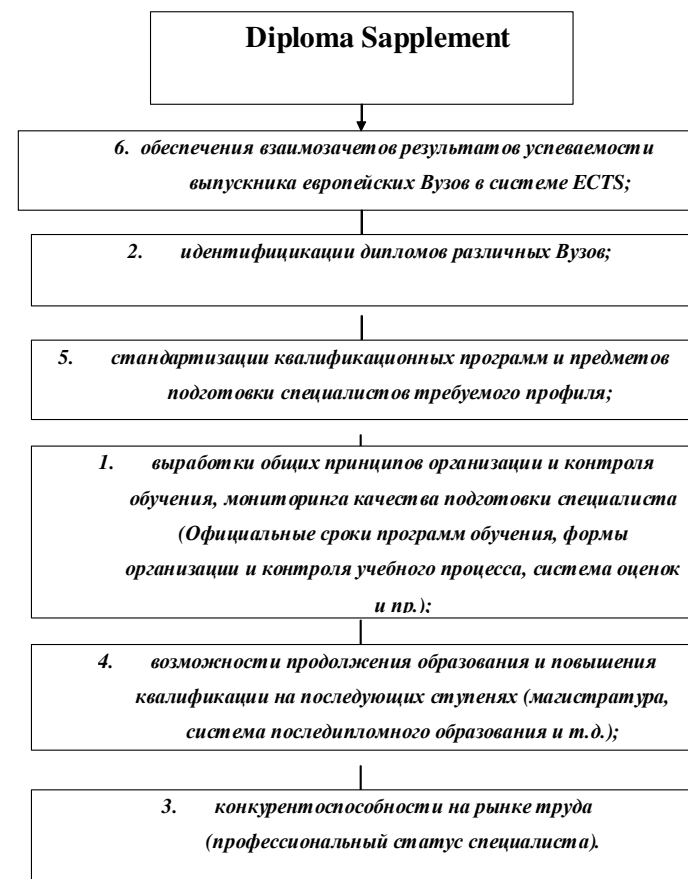 Diploma Sapplement
6. обеспечения взаимозачетов результатов успеваемости
выпускника европейских Вузов в системе ECTS;
2. идентифицикации дипломов различных Вузов;
5. стандартизации квалификационных программ и предметов
подготовки специалистов требуемого профиля;
1. выработки общих принципов организации и контроля
обучения, мониторинга качества подготовки специалиста
(Официальные сроки программ обучения, формы
организации и контроля учебного процесса, система оценок
и пр.);
4. возможности продолжения образования и повышения
квалификации на последующих ступенях (магистратура,
система последипломного образования и т.д.);
3. конкурентоспособности на рынке труда
(профессиональный статус специалиста).